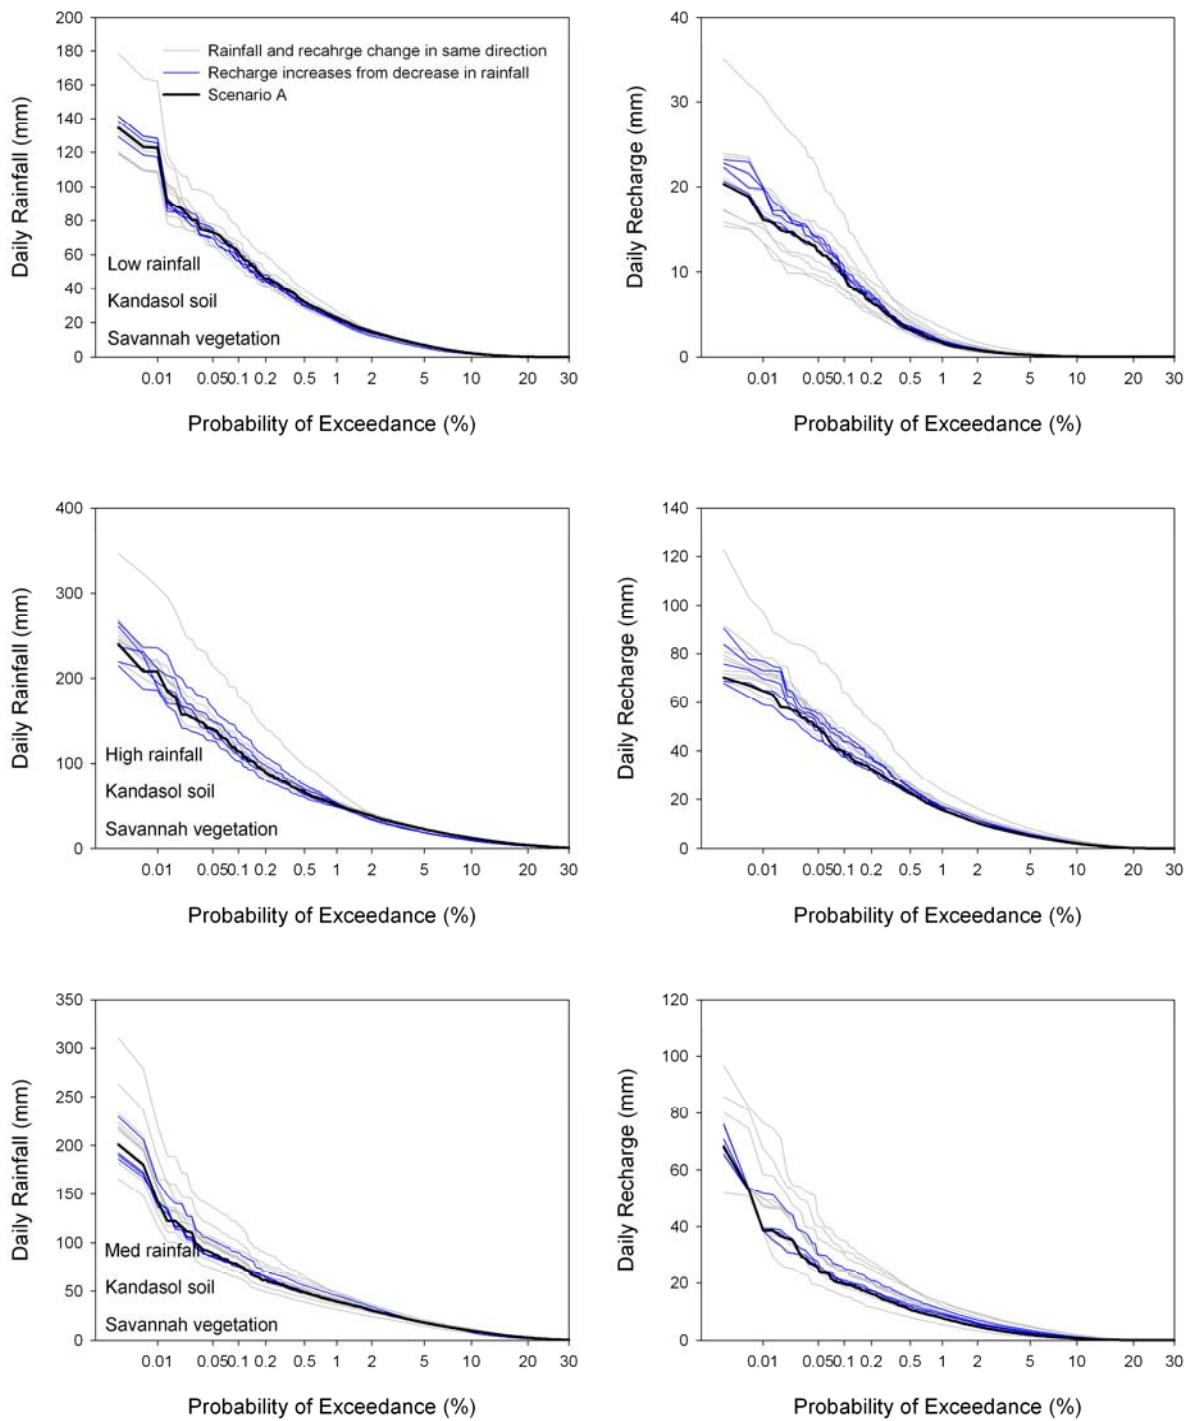 200
180
160
140
120
100
80
60
40
20
0
Daily Rainfall (mm)
Rainfall and recahrge change in same direction
Recharge increases from decrease in rainfall
Scenario A
Low rainfall
Kandasol soil
Savannah vegetation
0.01 0.05 0.1 0.2 0.5 1 2 5 10 20 30
Probability of Exceedance (%)
40
30
20
10
0
Daily Recharge (mm)
0.01 0.05 0.1 0.2 0.5 1 2 5 10 20 30
Probability of Exceedance (%)
400
300
200
100
0
Daily Rainfall (mm)
High rainfall
Kandasol soil
Savannah vegetation
0.01 0.05 0.1 0.2 0.5 1 2 5 10 20 30
Probability of Exceedance (%)
140
120
100
80
60
40
20
0
Daily Recharge (mm)
0.01 0.05 0.1 0.2 0.5 1 2 5 10 20 30
Probability of Exceedance (%)
350
300
250
200
150
100
50
0
Daily Rainfall (mm)
Med rainfall
Kandasol soil
Savannah vegetation
0.01 0.05 0.1 0.2 0.5 1 2 5 10 20 30
Probability of Exceedance (%)
120
100
80
60
40
20
0
Daily Recharge (mm)
0.01 0.05 0.1 0.2 0.5 1 2 5 10 20 30
Probability of Exceedance (%)